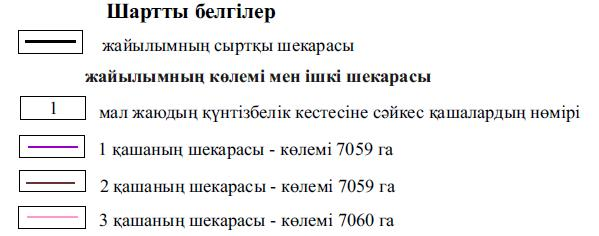 Шартты белгілер
жайылымның сыртқы шекарасы
жайылымның көлемі мен ішкі шекарасы
1 мал жаюдың күнтізбелік кестесіне сәйкес қашалардың нөмірі
1 қашаның шекарасы - көлемі 7059 га
2 қашаның шекарасы - көлемі 7059 га
3 қашаның шекарасы - көлемі 7060 га